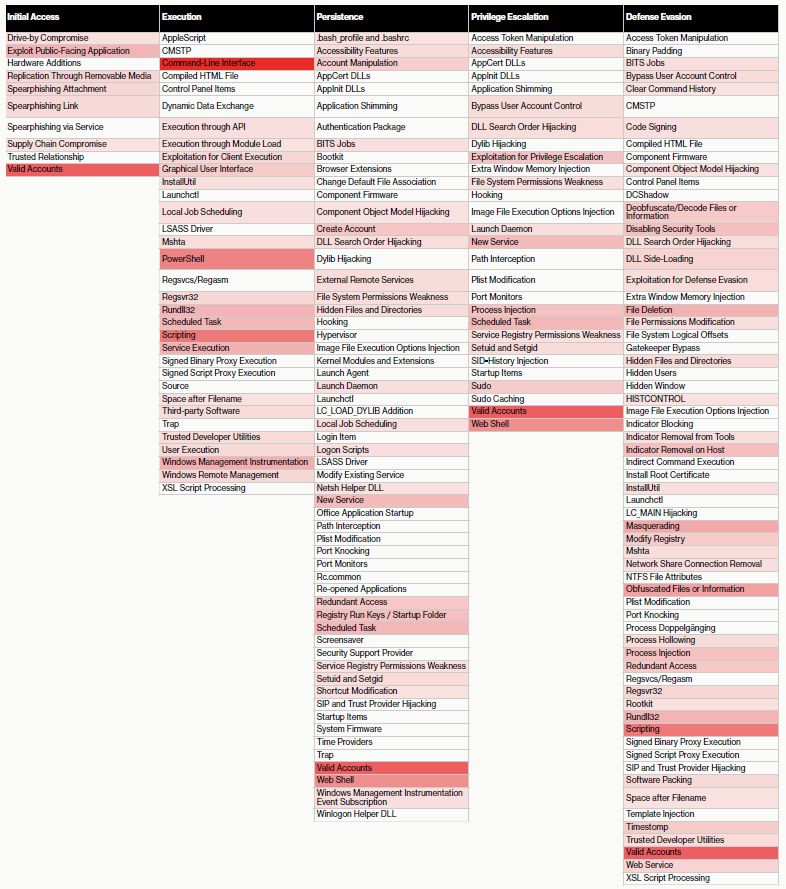 Initial Access
Drive-by Compromise
Exploit Public-Facing Application
Hardware Additions
Replication Through Removable Media
Spearphishing Attachment
Spearphishing Link
Spearphishing via Service
Supply Chain Compromise
Trusted Relationship
Valid Accounts
Execution
AppleScript
CMSTP
Command-Line Interface
Compiled HTML File
Control Panel Items
Dynamic Data Exchange
Execution through API
Execution through Module Load
Exploitation for Client Execution
Graphical User Interface
InstallUtil
Launchctl
Local Job Scheduling
LSASS Driver
Mshta
PowerShell
Regsvcs/Regasm
Regsvr32
Rundll32
Scheduled Task
Scripting
Service Execution
Signed Binary Proxy Execution
Signed Script Proxy Execution
Source
Space after Filename
Third-party Software
Trap
Trusted Developer Utilities
User Execution
Windows Management Instrumentation
Windows Remote Management
XSL Script Processing
Persistence
.bash_profile and .bashrc
Accessibility Features
Account Manipulation
AppCert DLLs
AppInit DLLs
Application Shimming
Authentication Package
BITS Jobs
Bootkit
Browser Extensions
Change Default File Association
Component Firmware
Component Object Model Hijacking
Create Account
DLL Search Order Hijacking
Dylib Hijacking
External Remote Services
File System Permissions Weakness
Hidden Files and Directories
Hooking
Hypervisor
Image File Execution Options Injection
Kernel Modules and Extensions
Launch Agent
Launch Daemon
Launchctl
LC_LOAD_DYLIB Addition
Local Job Scheduling
Login Item
Logon Scripts
LSASS Driver
Modify Existing Service
Netsh Helper DLL
New Service
Office Application Startup
Path Interception
Plist Modification
Port Knocking
Port Monitors
Rc.common
Re-opened Applications
Redundant Access
Registry Run Keys / Startup Folder
Scheduled Task
Screensaver
Security Support Provider
Service Registry Permissions Weakness
Setuid and Setgid
Shortcut Modification
SIP and Trust Provider Hijacking
Startup Items
System Firmware
Time Providers
Trap
Valid Accounts
Web Shell
Windows Management Instrumentation
Event Subscription
Winlogon Helper DLL
Privilege Escalation
Access Token Manipulation
Accessibility Features
AppCert DLLs
AppInit DLLs
Application Shimming
Bypass User Account Control
DLL Search Order Hijacking
Dylib Hijacking
Exploitation for Privilege Escalation
Extra Window Memory Injection
File System Permissions Weakness
Hooking
Image File Execution Options Injection
Launch Daemon
New Service
Path Interception
Plist Modification
Port Monitors
Process Injection
Scheduled Task
Service Registry Permissions Weakness
Setuid and Setgid
SID-History Injection
Startup Items
Sudo
Sudo Caching
Valid Accounts
Web Shell
Defense Evasion
Access Token Manipulation
Binary Padding
BITS Jobs
Bypass User Account Control
Clear Command History
CMSTP
Code Signing
Compiled HTML File
Component Firmware
Component Object Model Hijacking
Control Panel Items
DCShadow
Deobfuscate/Decode Files or
Information
Disabling Security Tools
DLL Search Order Hijacking
DLL Side-Loading
Exploitation for Defense Evasion
Extra Window Memory Injection
File Deletion
File Permissions Modification
File System Logical Offsets
Gatekeeper Bypass
Hidden Files and Directories
Hidden Users
Hidden Window
HISTCONTROL
Image File Execution Options Injection
Indicator Blocking
Indicator Removal from Tools
Indicator Removal on Host
Indirect Command Execution
Install Root Certificate
InstallUtil
Launchctl
LC_MAIN Hijacking
Masquerading
Modify Registry
Mshta
Network Share Connection Removal
NTFS File Attributes
Obfuscated Files or Information
Plist Modification
Port Knocking
Process Doppelgänging
Process Hollowing
Process Injection
Redundant Access
Regsvcs/Regasm
Regsvr32
Rootkit
Rundll32
Scripting
Signed Binary Proxy Execution
Signed Script Proxy Execution
SIP and Trust Provider Hijacking
Software Packing
Space after Filename
Template Injection
Timestomp
Trusted Developer Utilities
Valid Accounts
Web Service
XSL Script Processing